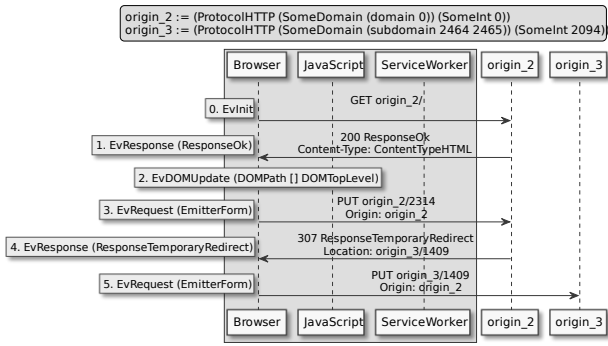 origin_2 := (ProtocolHTTP (SomeDomain (domain 0)) (SomeInt 0))
origin_3 := (ProtocolHTTP (SomeDomain (subdomain 2464 2465)) (SomeInt 2094))
Browser JavaScript ServiceWorker origin_2 origin_3
0. EvInit
GET origin_2/
1. EvResponse (ResponseOk)
200 ResponseOk
Content-Type: ContentTypeHTML
2. EvDOMUpdate (DOMPath [] DOMTopLevel)
3. EvRequest (EmitterForm)
PUT origin_2/2314
Origin: origin_2
4. EvResponse (ResponseTemporaryRedirect)
307 ResponseTemporaryRedirect
Location: origin_3/1409
5. EvRequest (EmitterForm)
PUT origin_3/1409
Origin: origin_2
Browser JavaScript ServiceWorker origin_2 origin_3